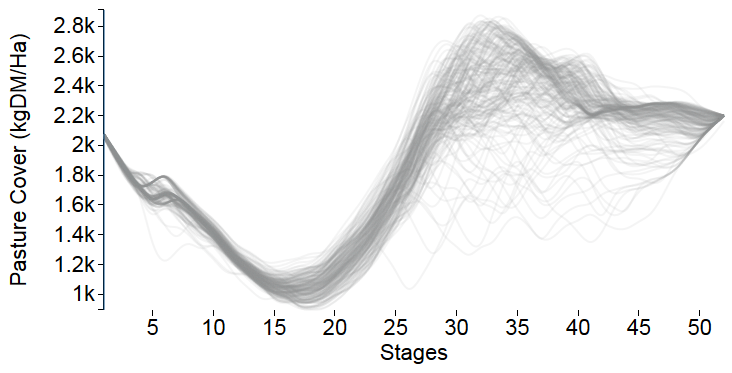 Pasture Cover (kgDM/Ha)
2.8k
2.6k
2.4k
2.2k
2k
1.8k
1.6k
1.4k
1.2k
1k
5 10 15 20 25 30 35 40 45 50
Stages